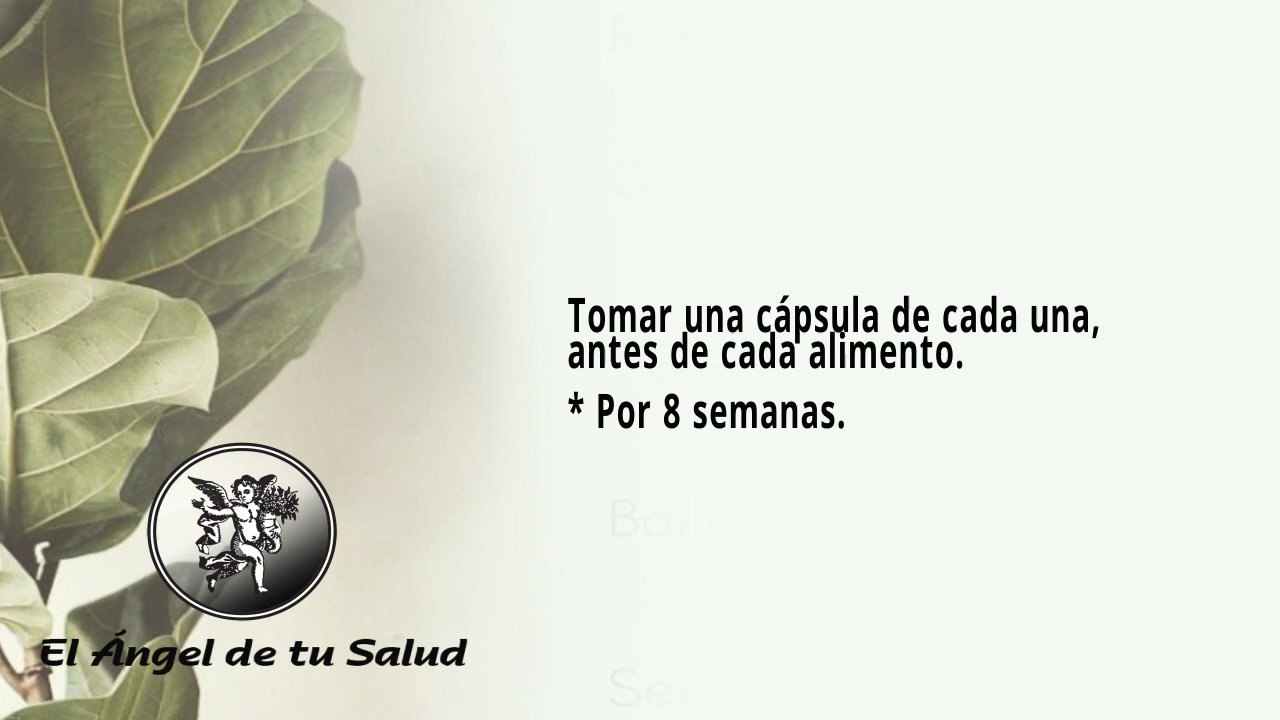 Tomar una cápsula de cada una,
antes de cada alimento.
* Por 8 semanas.
El Ángel de tu Salud